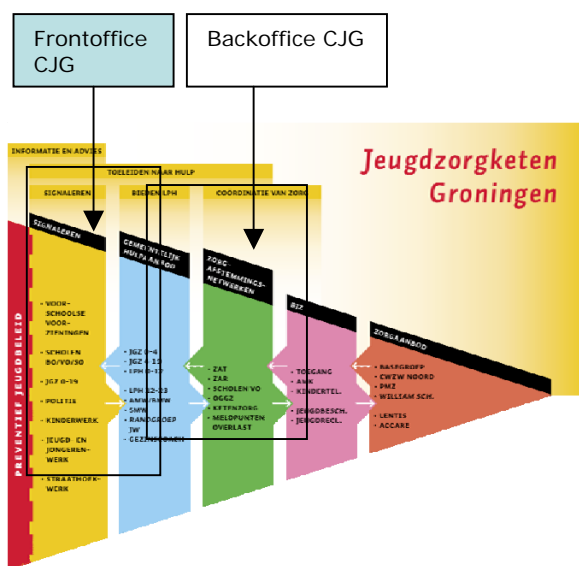 Frontoffice
CJG
Backoffice CJG
INFORMATIE EN ADVIES
TOELEIDEN NAAR HULP
SIGNALEREN
BIEDEN LPH
COÖRDINATIE VAN ZORG
Jeugdzorgketen
Groningen
PREVENTIEF JEUGDBELEID
SIGNALEREN
• VOOR-
SCHOOLSE
VOOR-
ZIENINGEN
• SCHOLEN
BO/VO/SO
• JGZ 0-19
• POLITIE
• KINDERWERK
• JEUGD- EN
JONGEREN-
WERK
• STRAATHOEK-
WERK
GEMEENTELIJK
HULPAANBOD
• JGZ 0-4
• JGZ 4-19
• LPH 0-12
• LPH 12-23
• AMW/BMW
• SMW
• RANDGROEP
JW
• GEZINSCOACH
ZORG-
AFSTEMMINGS-
NETWERKEN
• ZAT
• ZAR
• SCHOLEN VO
• OGGZ
• KETENZORG
• MELDPUNTEN
OVERLAST
BJZ
• TOEGANG
• AMK
• KINDERTEL.
• JEUGDBESCH.
• JEUGDRECL.
ZORGAANBOD
• BASEGROEP
• CWZW NOORD
• PMZ
• WILLIAM SCH.
• LENTIS
• ACCARE